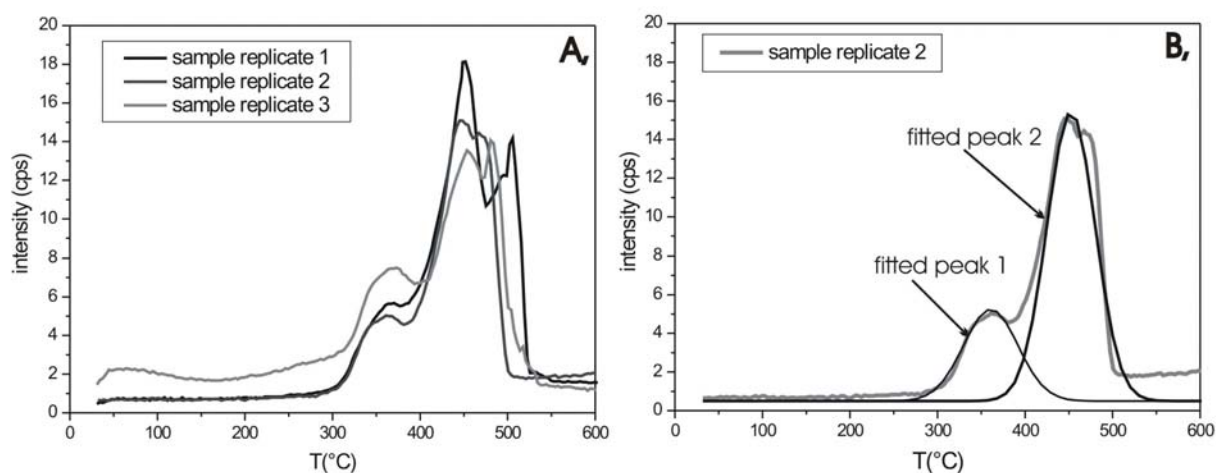 A,
sample replicate 1
sample replicate 2
sample replicate 3
20
18
16
14
12
10
8
6
4
2
0
intensity (cps)
0 100 200 300 400 500 600
T(°C)
B,
sample replicate 2
fitted peak 2
fitted peak 1
20
18
16
14
12
10
8
6
4
2
0
intensity (cps)
0 100 200 300 400 500 600
T(°C)